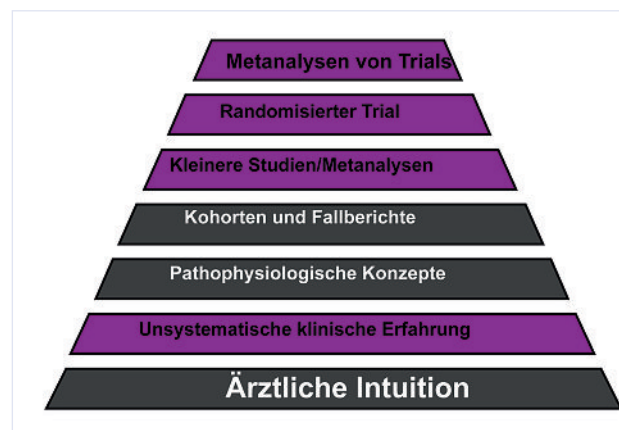 Metanalysen von Trials
Randomisierter Trial
Kleinere Studien/Metanalysen
Kohorten und Fallberichte
Pathophysiologische Konzepte
Unsystematische klinische Erfahrung
Ärztliche Intuition